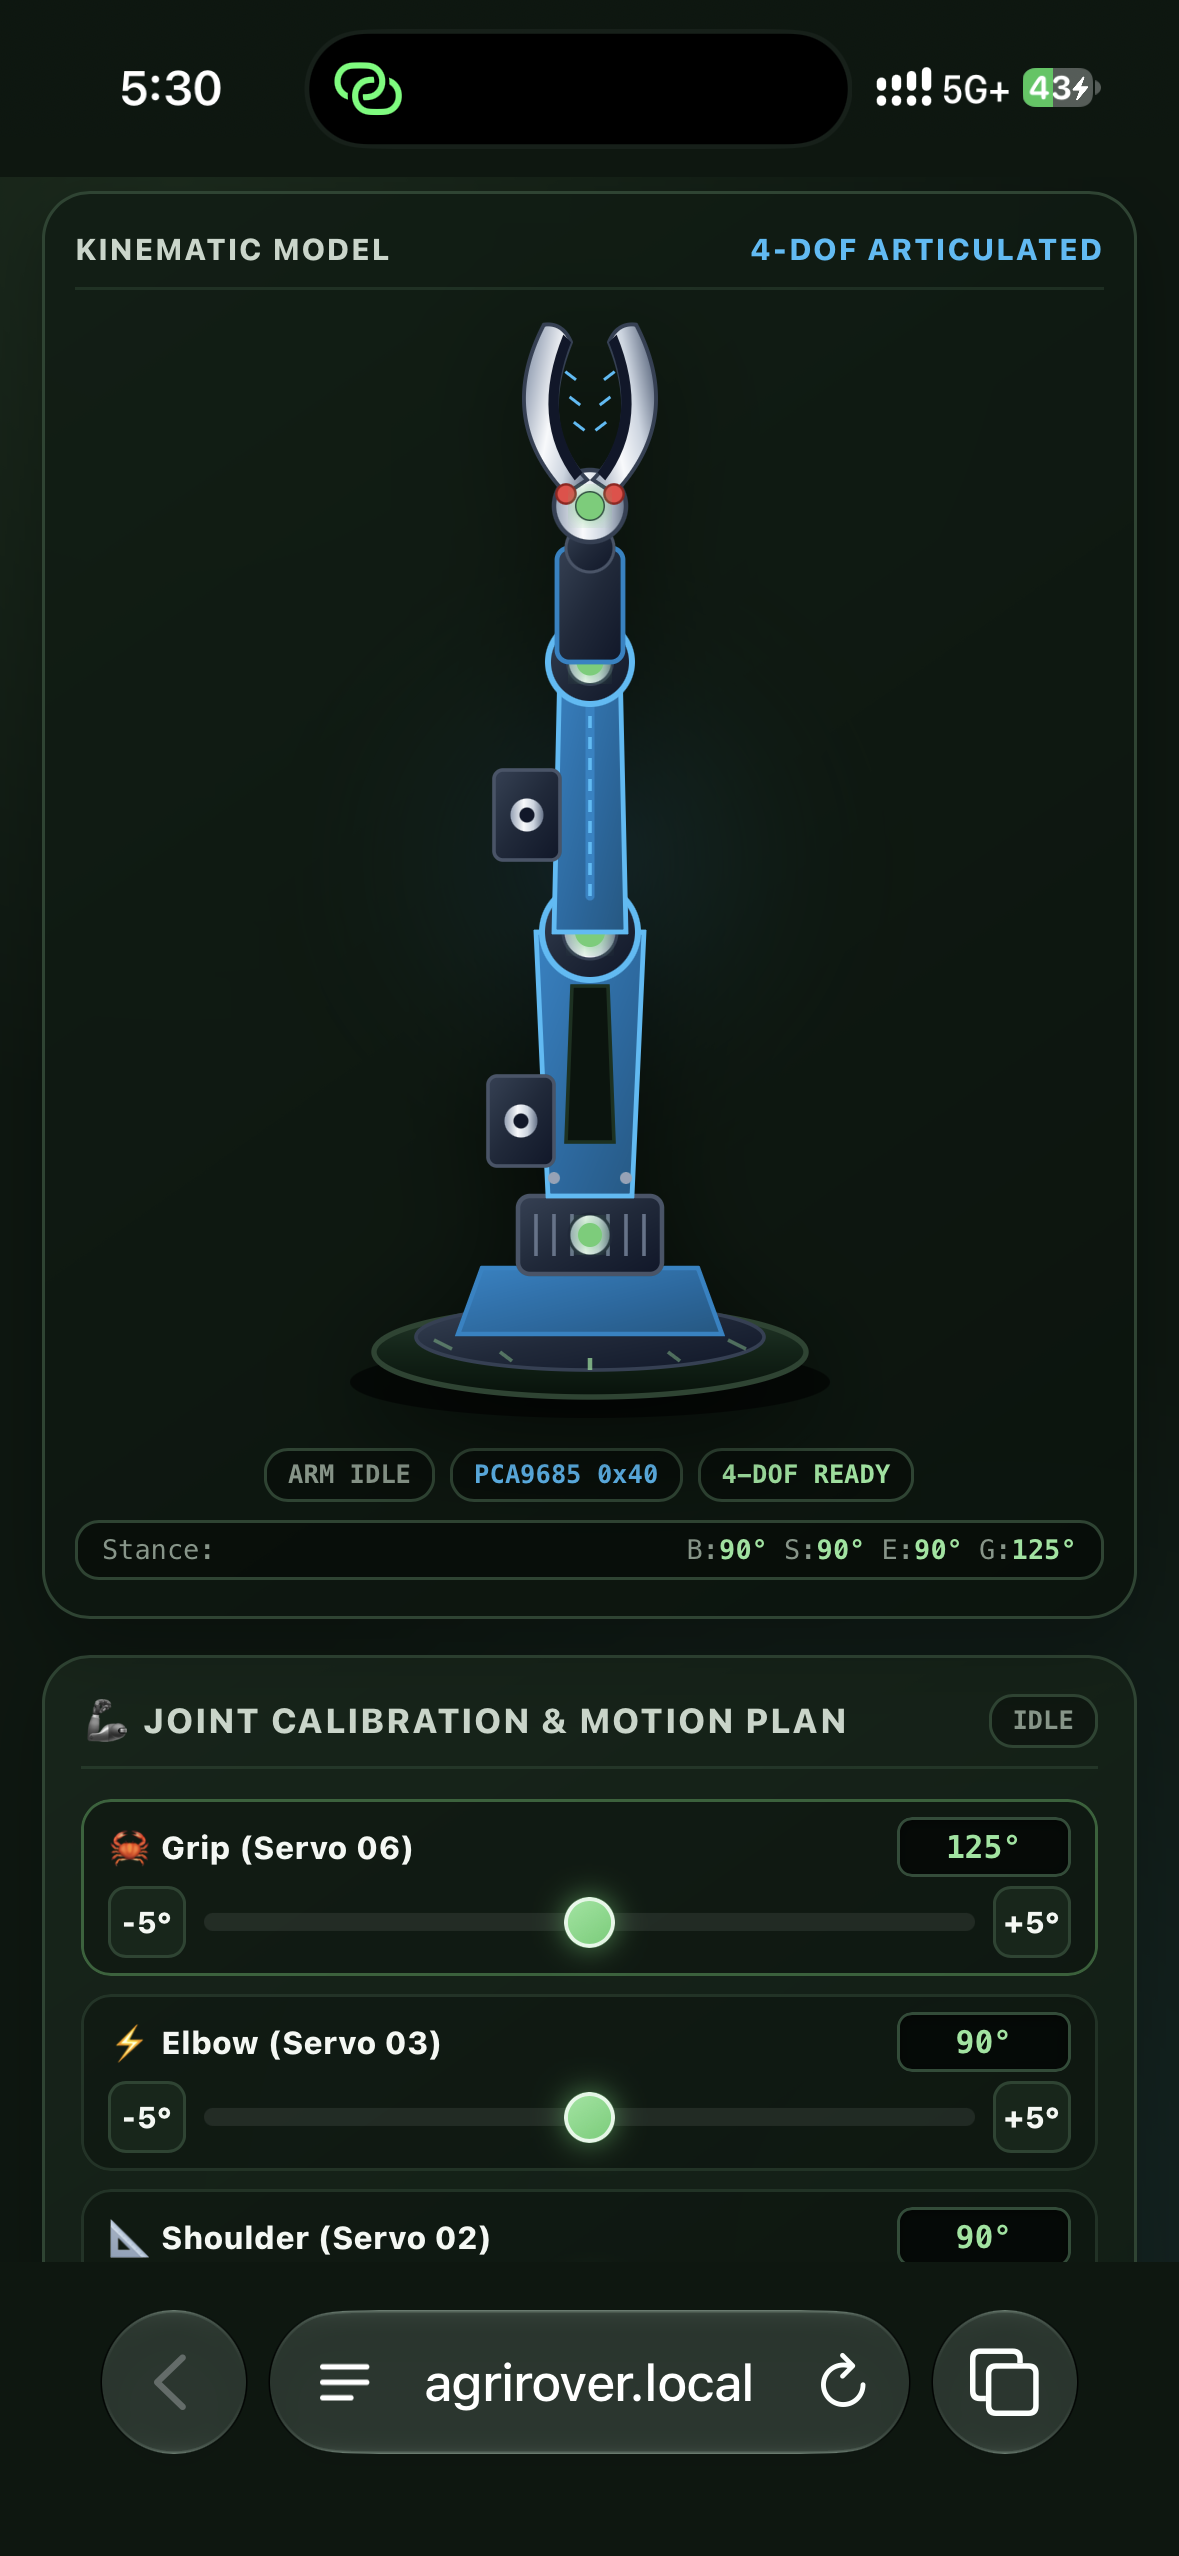 5:30
5G+ 43
KINEMATIC MODEL 4-DOF ARTICULATED
ARM IDLE PCA9685 0x40 4-DOF READY
Stance: B:90° S:90° E:90° G:125°
JOINT CALIBRATION & MOTION PLAN IDLE
Grip (Servo 06) 125°
-5° +5°
Elbow (Servo 03) 90°
-5° +5°
Shoulder (Servo 02) 90°
agrirover.local